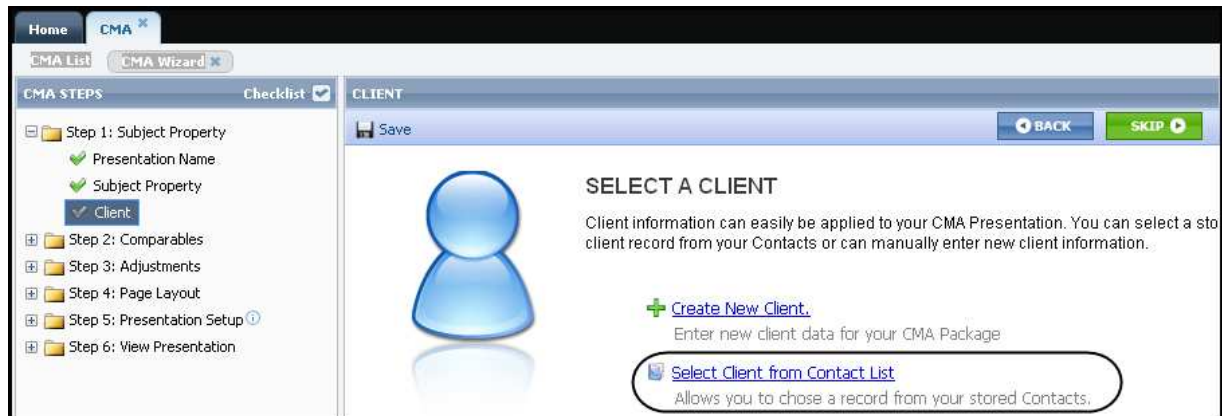 Home CMA
CMA List CMA Wizard
CMA STEPS Checklist
Step 1: Subject Property
Presentation Name
Subject Property
Client
Step 2: Comparables
Step 3: Adjustments
Step 4: Page Layout
Step 5: Presentation Setup
Step 6: View Presentation
CLIENT
Save BACK SKIP
SELECT A CLIENT
Client information can easily be applied to your CMA Presentation. You can select a sto
client record from your Contacts or can manually enter new client information.
Create New Client.
Enter new client data for your CMA Package
Select Client from Contact List
Allows you to chose a record from your stored Contacts.